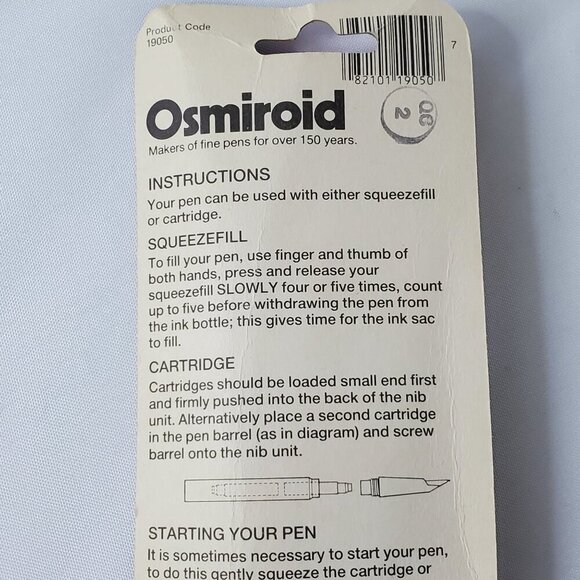 Product Code
19050
82101 19050
7
Osmiroid
QC
2
Makers of fine pens for over 150 years.
INSTRUCTIONS
Your pen can be used with either squeezefill
or cartridge.
SQUEEZEFILL
To fill your pen, use finger and thumb of
both hands, press and release your
squeezefill SLOWLY four or five times, count
up to five before withdrawing the pen from
the ink bottle; this gives time for the ink sac
to fill.
CARTRIDGE
Cartridges should be loaded small end first
and firmly pushed into the back of the nib
unit. Alternatively place a second cartridge
in the pen barrel (as in diagram) and screw
barrel onto the nib unit.
STARTING YOUR PEN
It is sometimes necessary to start your pen,
to do this gently squeeze the cartridge or